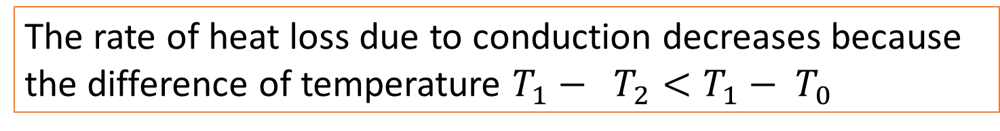 The rate of heat loss due to conduction decreases because
the difference of temperature T₁ − T₂ < T₁ − T₀